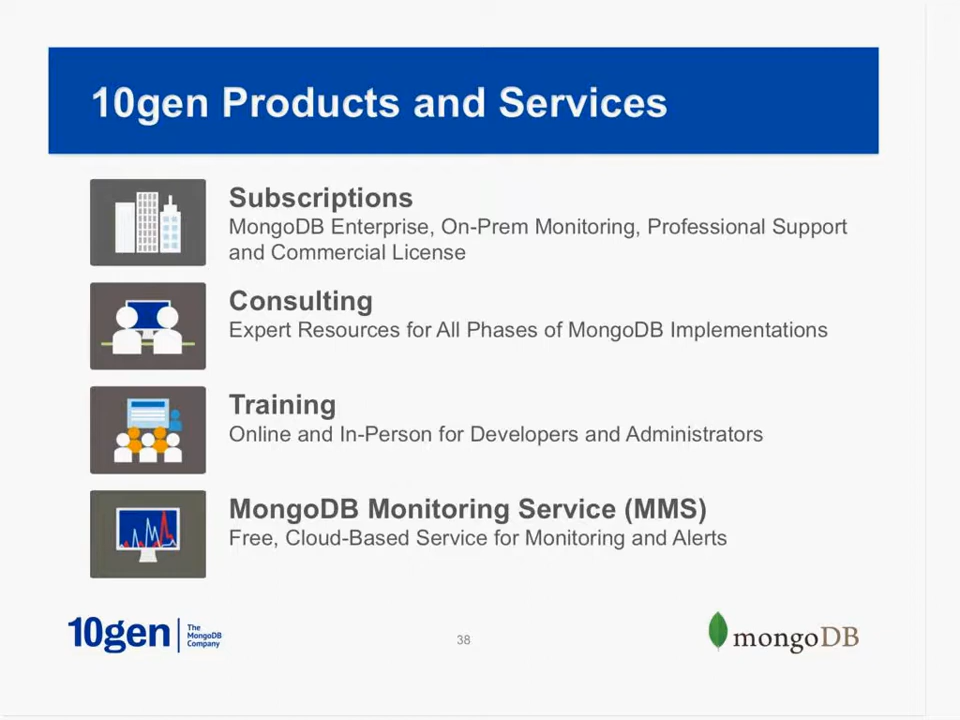 10gen Products and Services
Subscriptions
MongoDB Enterprise, On-Prem Monitoring, Professional Support
and Commercial License
Consulting
Expert Resources for All Phases of MongoDB Implementations
Training
Online and In-Person for Developers and Administrators
MongoDB Monitoring Service (MMS)
Free, Cloud-Based Service for Monitoring and Alerts
10gen
The
MongoDB
Company
38
mongoDB